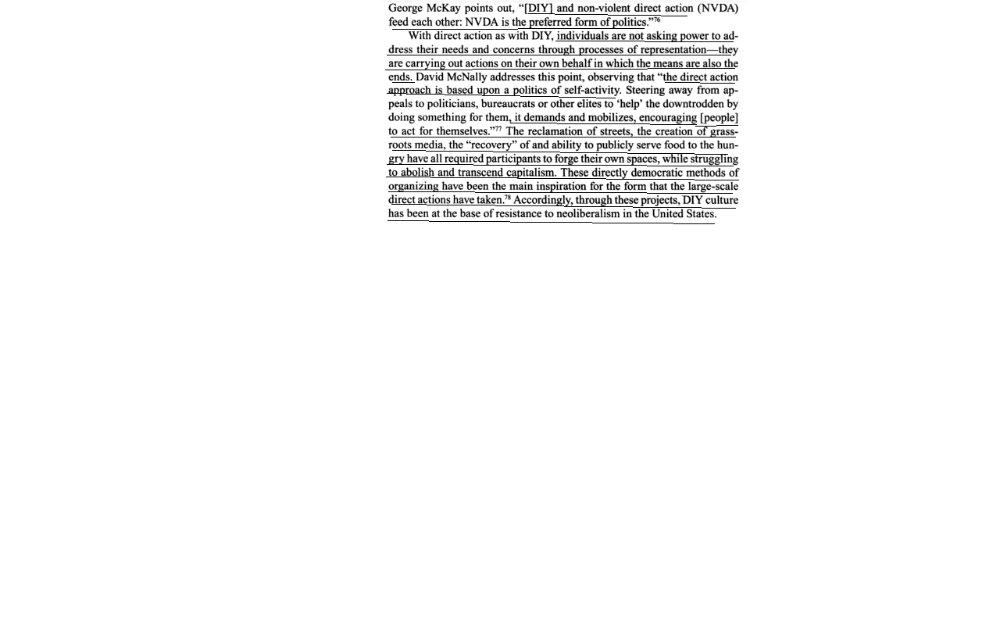 George McKay points out, “[DIY] and non-violent direct action (NVDA)
feed each other: NVDA is the preferred form of politics.”76
With direct action as with DIY, individuals are not asking power to ad-
dress their needs and concerns through processes of representation—they
are carrying out actions on their own behalf in which the means are also the
ends. David McNally addresses this point, observing that “the direct action
approach is based upon a politics of self-activity. Steering away from ap-
peals to politicians, bureaucrats or other elites to ‘help’ the downtrodden by
doing something for them, it demands and mobilizes, encouraging [people]
to act for themselves.”77 The reclamation of streets, the creation of grass-
roots media, the “recovery” of and ability to publicly serve food to the hun-
gry have all required participants to forge their own spaces, while struggling
to abolish and transcend capitalism. These directly democratic methods of
organizing have been the main inspiration for the form that the large-scale
direct actions have taken.78 Accordingly, through these projects, DIY culture
has been at the base of resistance to neoliberalism in the United States.